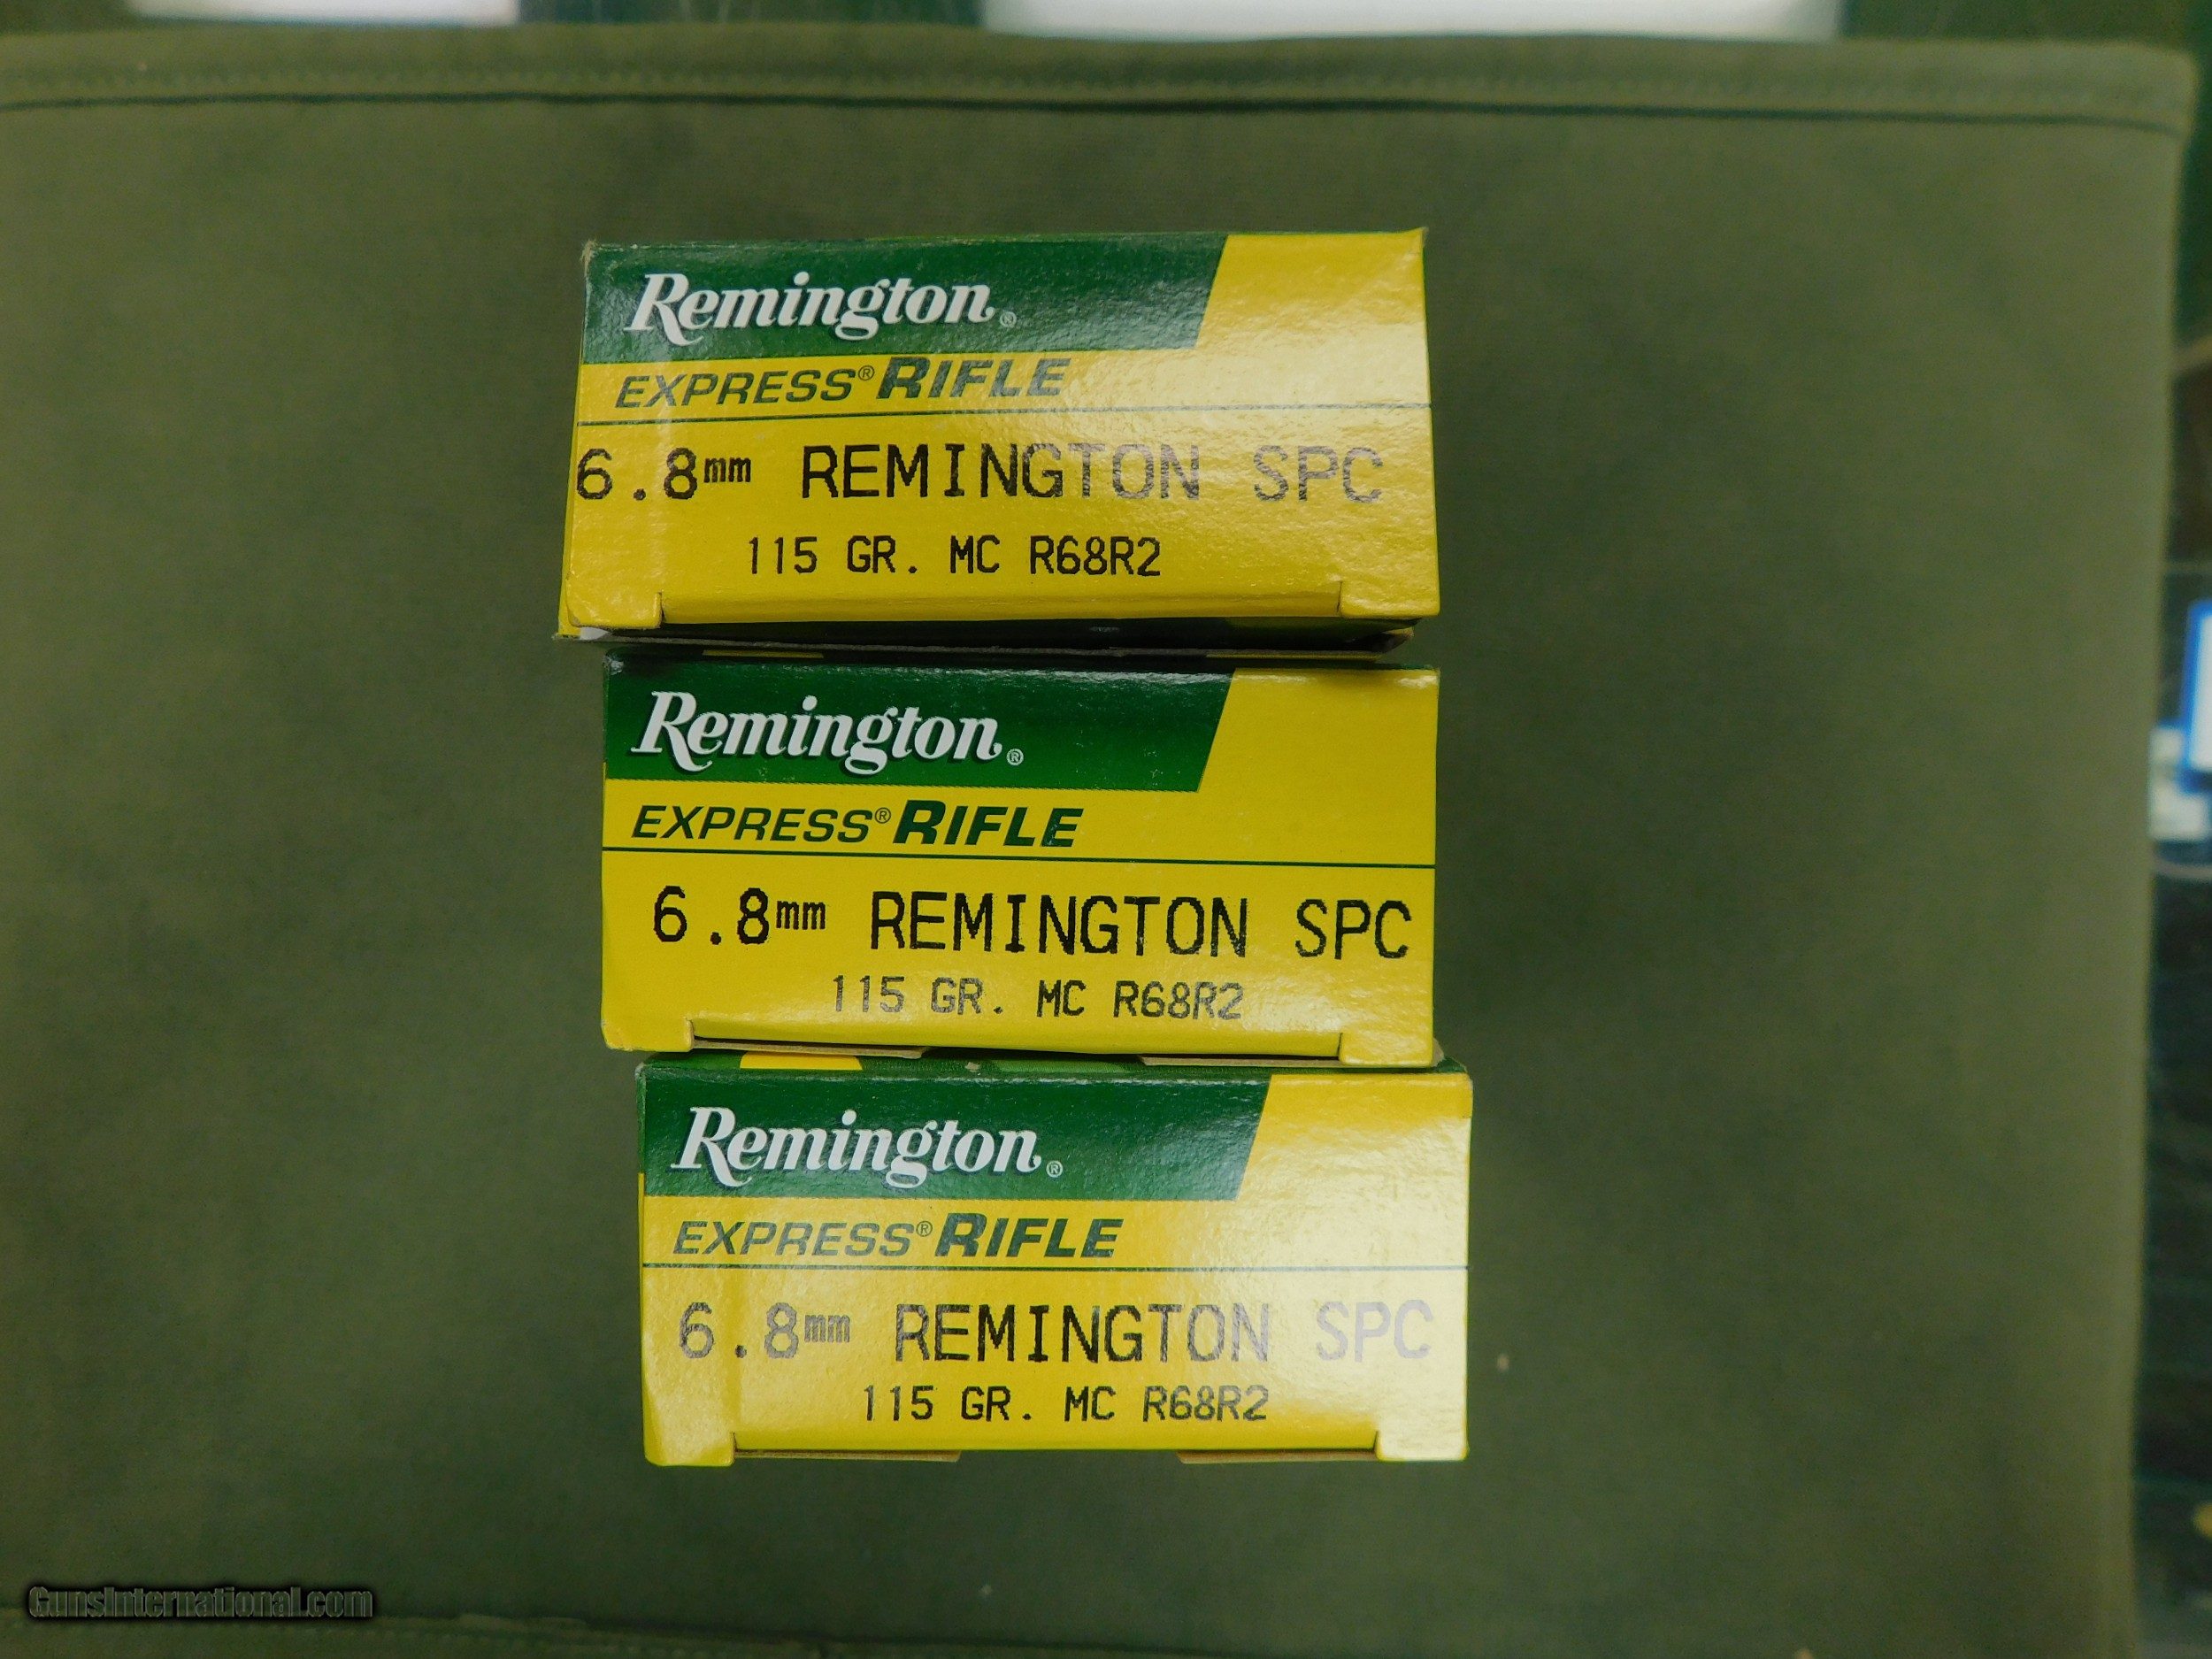 Remington®
EXPRESS® RIFLE
6.8mm REMINGTON SPC
115 GR. MC R68R2
Remington®
EXPRESS® RIFLE
6.8mm REMINGTON SPC
115 GR. MC R68R2
Remington®
EXPRESS® RIFLE
6.8mm REMINGTON SPC
115 GR. MC R68R2
GunsInternational.com